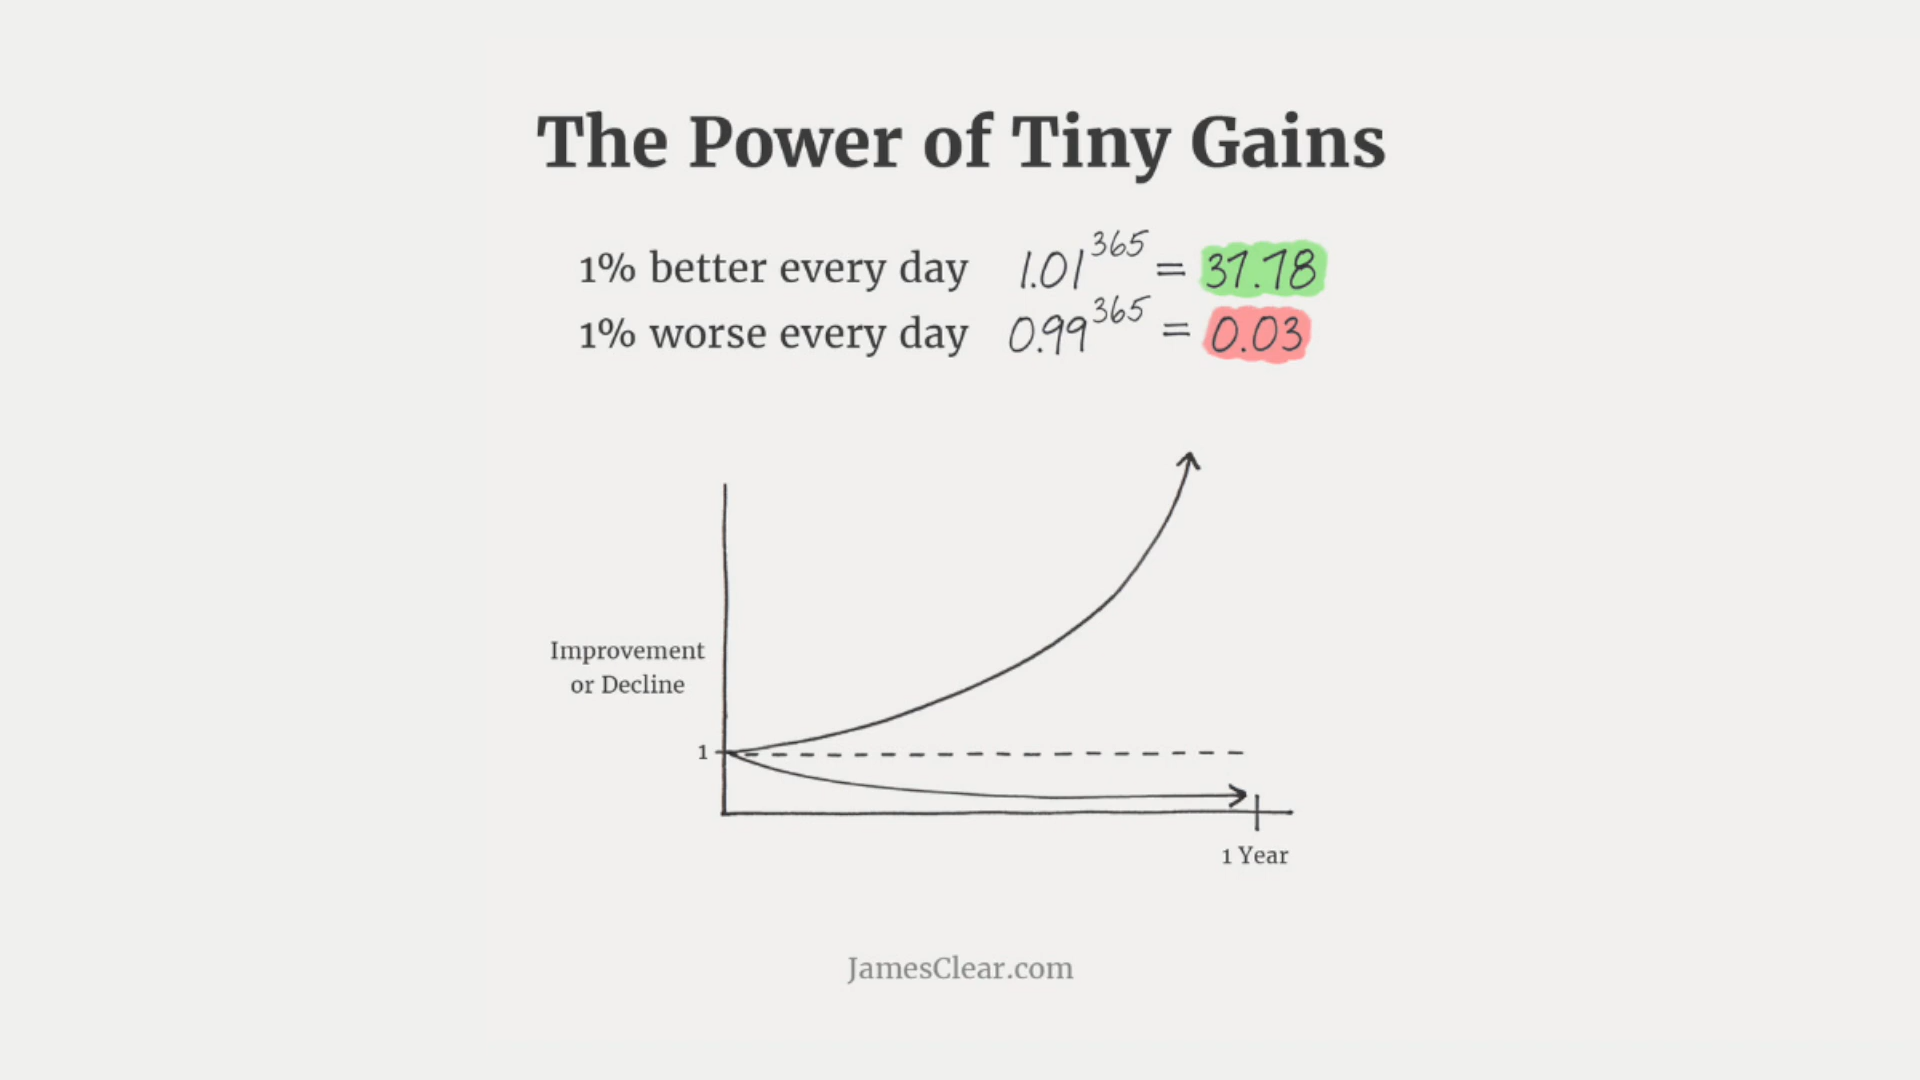 The Power of Tiny Gains
1% better every day 1.01^365 = 37.78
1% worse every day 0.99^365 = 0.03
Improvement
or Decline
1
1 Year
JamesClear.com